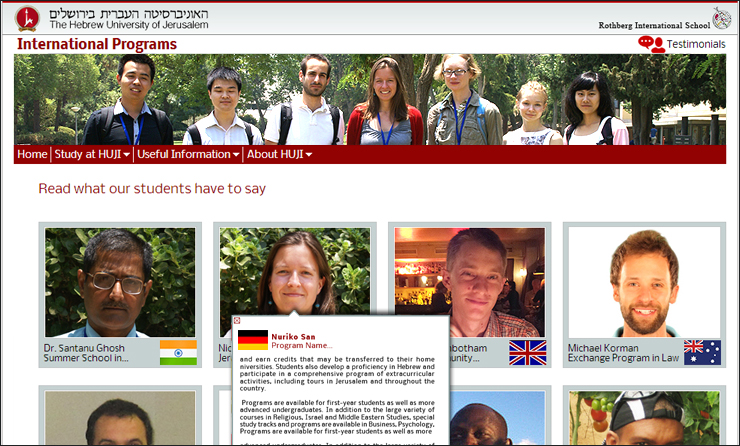 האוניברסיטה העברית בירושלים
The Hebrew University of Jerusalem
Rothberg International School
International Programs
Testimonials
Home Study at HUJI Useful Information About HUJI
Read what our students have to say
Dr. Santanu Ghosh
Summer School in...
Nuriko San
Program Name...
and earn credits that may be transferred to their home
niversities. Students also develop a proficiency in Hebrew and
participate in a comprehensive program of extracurricular
activities, including tours in Jerusalem and throughout the
country.
Programs are available for first-year students as well as more
advanced undergraduates. In addition to the large variety of
courses in Religious, Israel and Middle Eastern Studies, special
study tracks and programs are available in Business, Psychology,
Programs are available for first-year students as well as more
Michael Korman
Exchange Program in Law